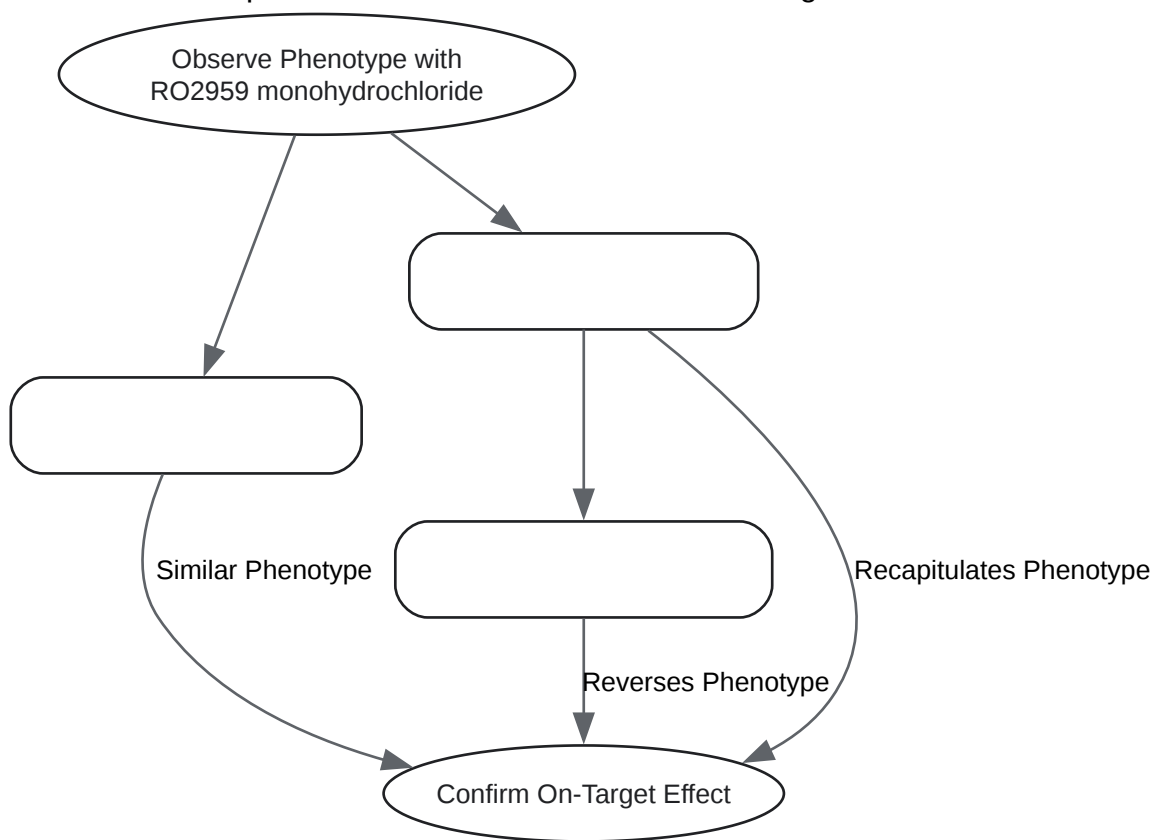 Observe Phenotype with
RO2959 monohydrochloride
Similar Phenotype
Recapitulates Phenotype
Reverses Phenotype
Confirm On-Target Effect